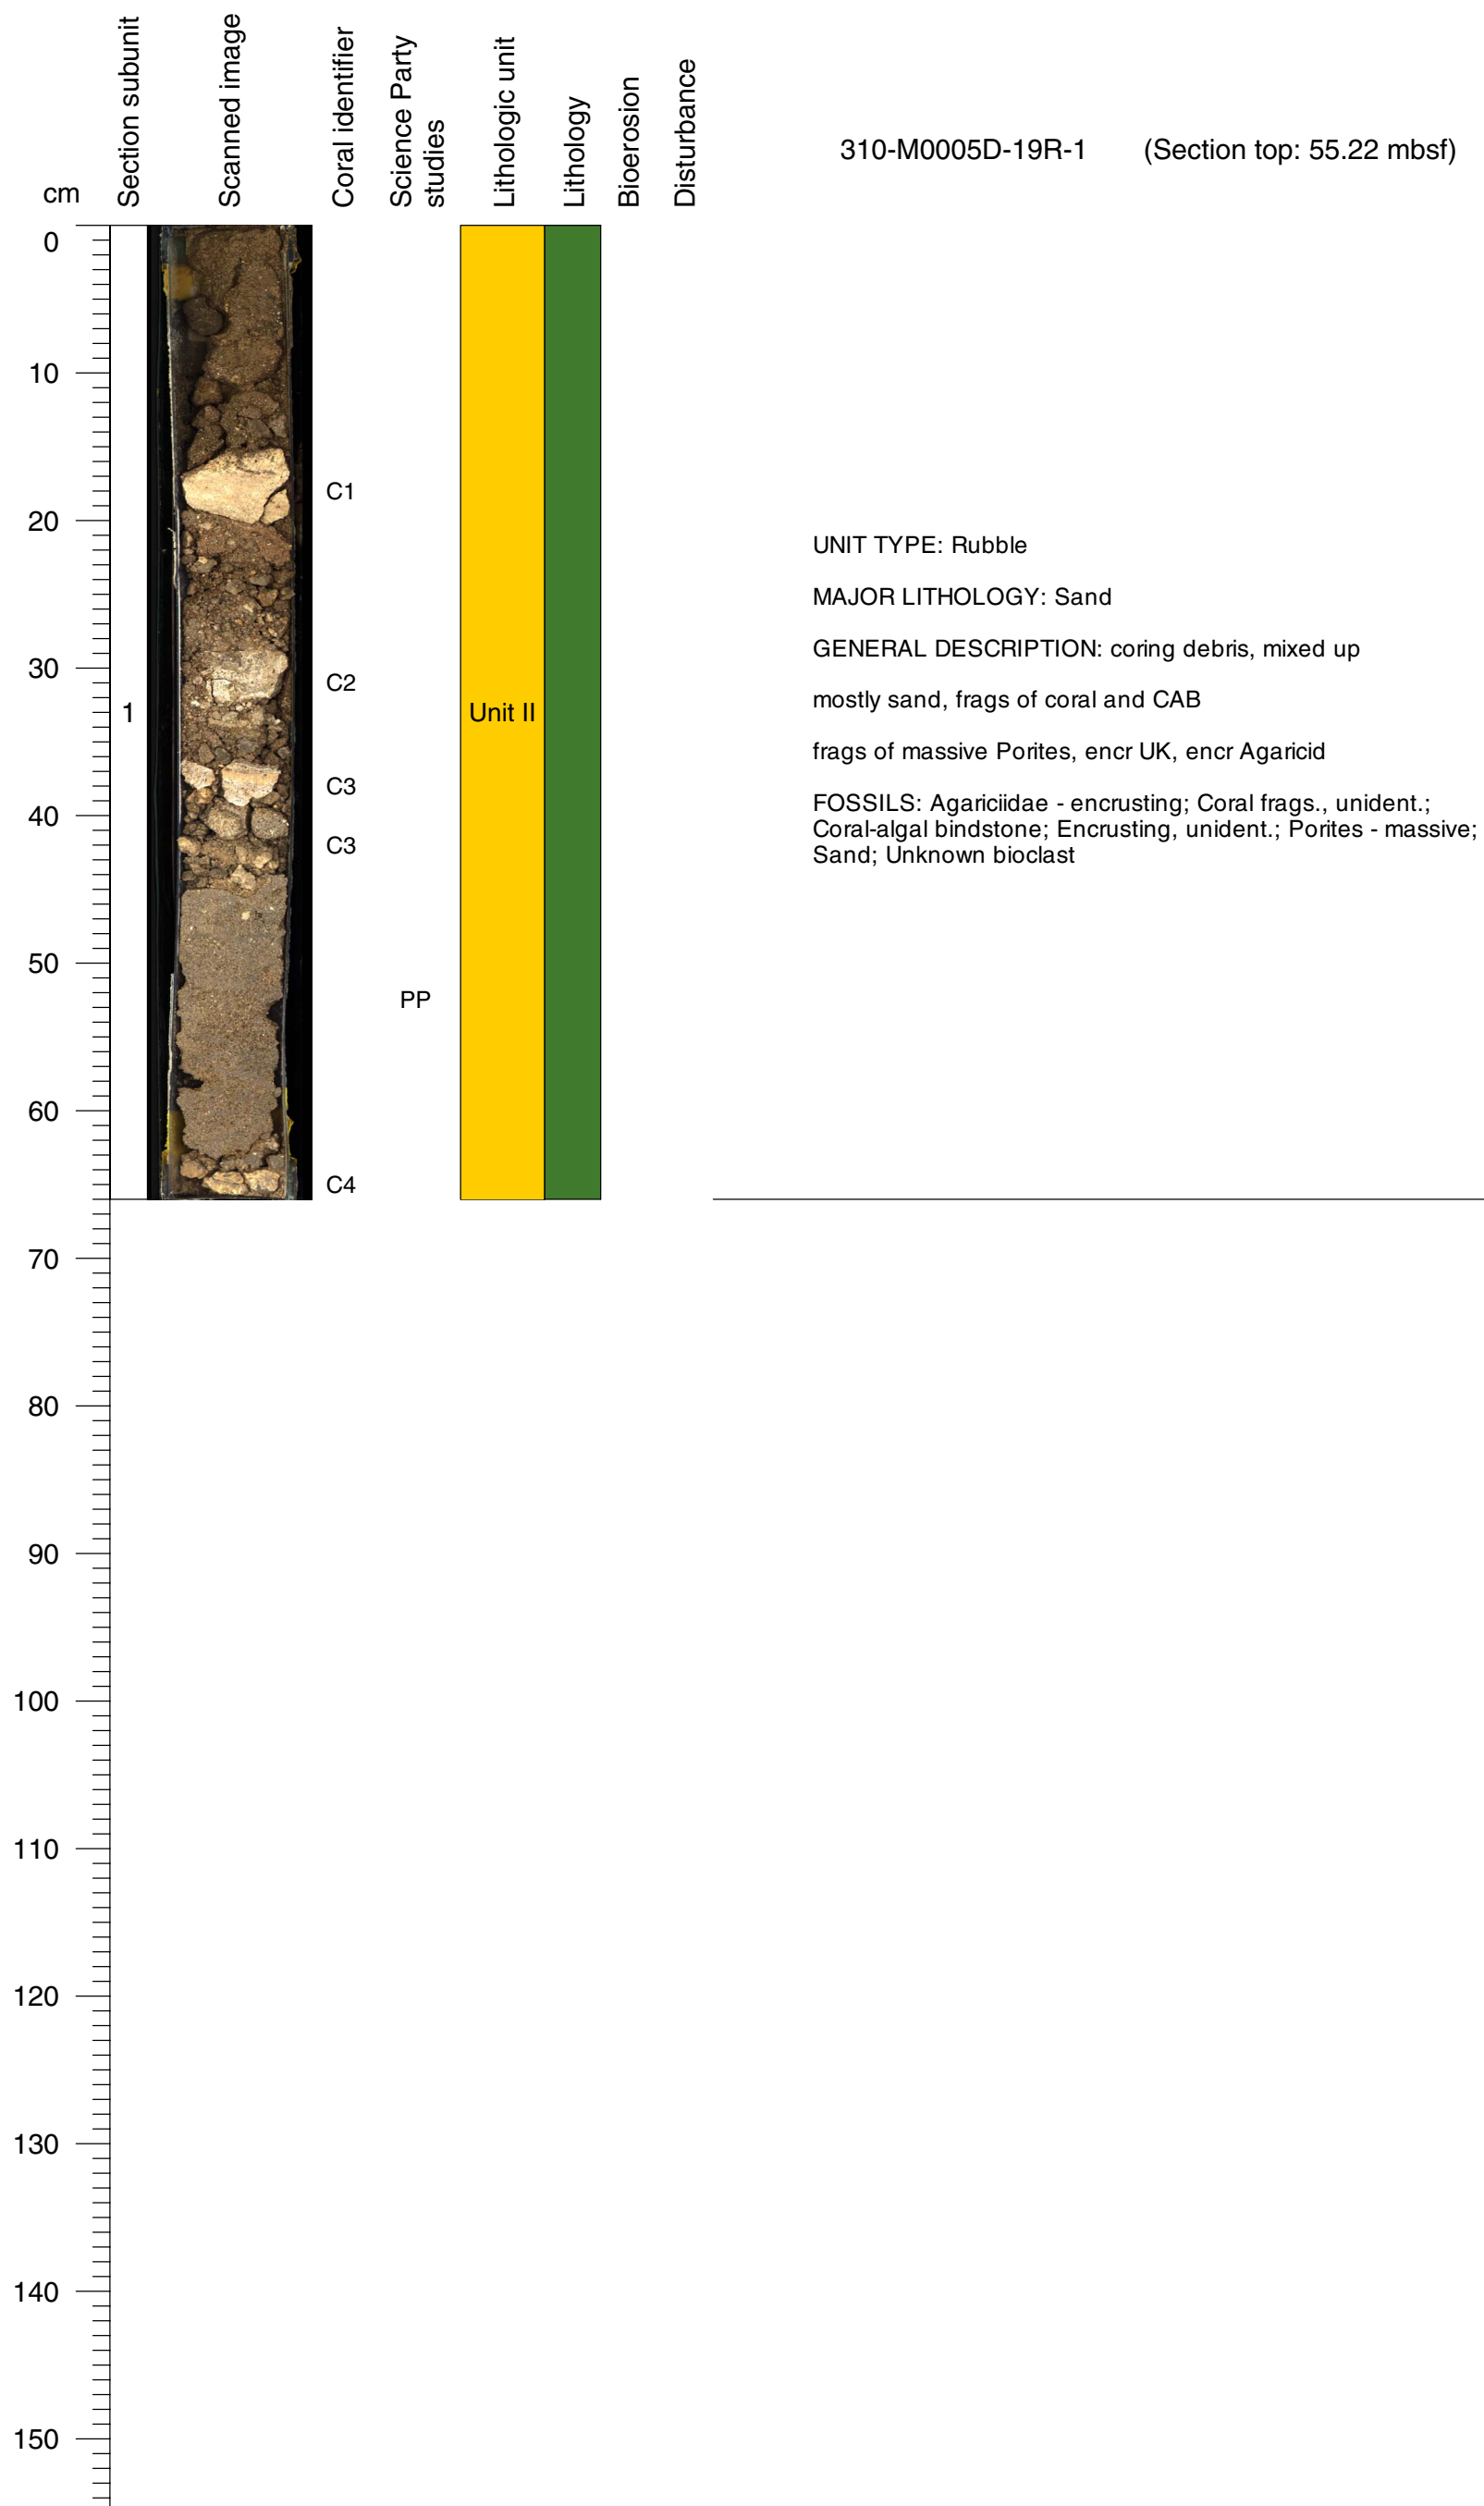 Section subunit
Scanned image
Coral identifier
Science Party
studies
Lithologic unit
Lithology
Bioerosion
Disturbance
310-M0005D-19R-1 (Section top: 55.22 mbsf)
cm
0
10
C1
20
UNIT TYPE: Rubble
MAJOR LITHOLOGY: Sand
GENERAL DESCRIPTION: coring debris, mixed up
30
C2
mostly sand, frags of coral and CAB
1
Unit II
frags of massive Porites, encr UK, encr Agaricid
C3
FOSSILS: Agariciidae - encrusting; Coral frags., unident.;
Coral-algal bindstone; Encrusting, unident.; Porites - massive;
Sand; Unknown bioclast
40
C3
50
PP
60
C4
70
80
90
100
110
120
130
140
150